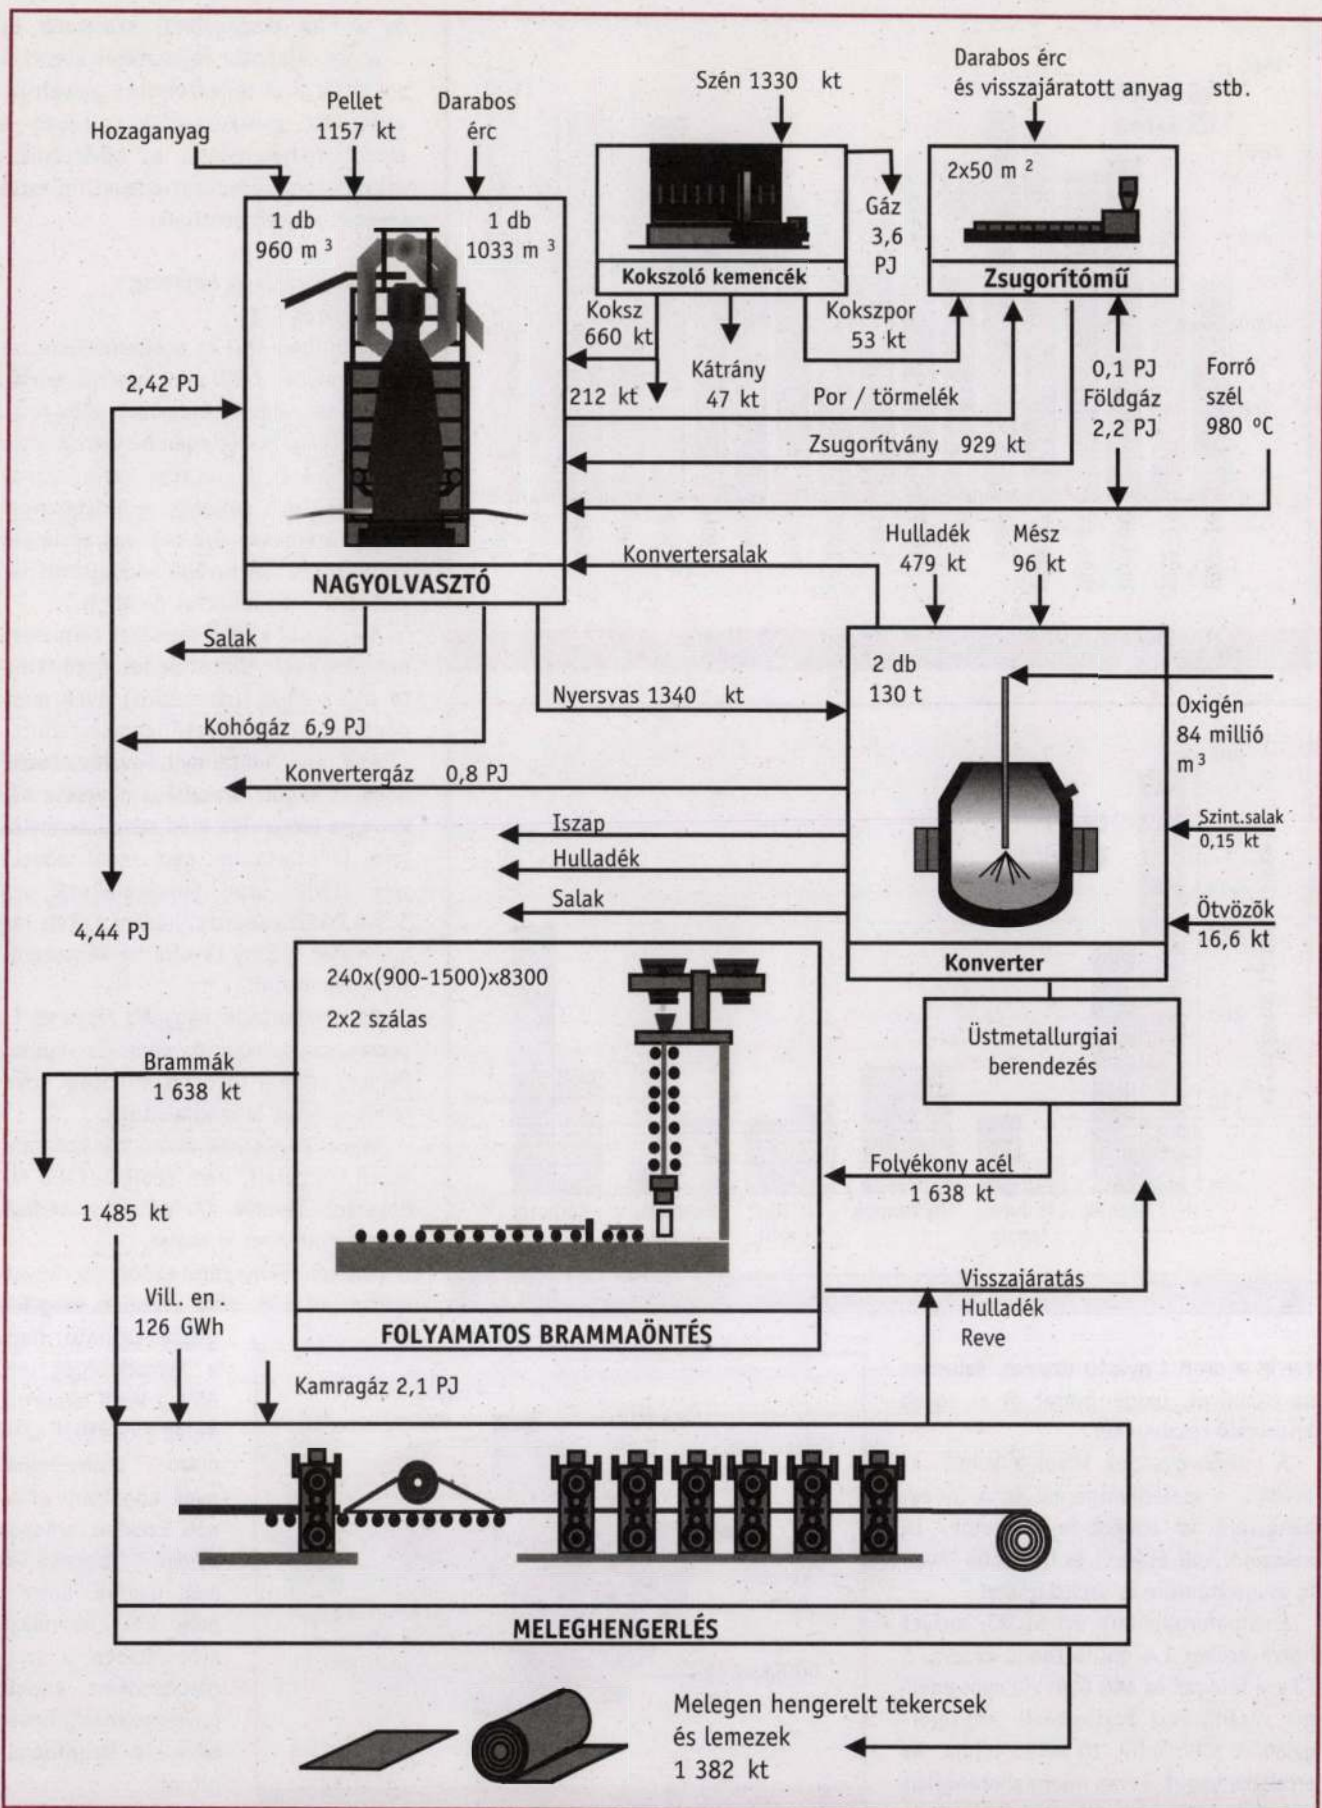 Szén 1330 kt
Darabos érc
és visszajáratott anyag stb.
Hozaganyag
Pellet
1157 kt
Darabos
érc
1 db
960 m 3
1 db
1033 m 3
NAGYOLVASZTÓ
Kokszoló kemencék
Gáz
3,6
PJ
2x50 m 2
Zsugorítómű
Koksz
660 kt
212 kt
Kátrány
47 kt
Kokszpor
53 kt
Por / törmelék
0,1 PJ
Földgáz
2,2 PJ
Forró
szél
980 ºC
2,42 PJ
Zsugorítvány 929 kt
Konvertersalak
Hulladék
479 kt
Mész
96 kt
Salak
Nyersvas 1340 kt
Kohógáz 6,9 PJ
Konvertergáz 0,8 PJ
Iszap
Hulladék
Salak
4,44 PJ
2 db
130 t
Konverter
Oxigén
84 millió
m 3
Szint.salak
0,15 kt
Ötvözõk
16,6 kt
Üstmetallurgiai
berendezés
Folyékony acél
1 638 kt
240x(900-1500)x8300
2x2 szálas
FOLYAMATOS BRAMMAÖNTÉS
Brammák
1 638 kt
1 485 kt
Vill. en.
126 GWh
Kamragáz 2,1 PJ
Visszajáratás
Hulladék
Reve
MELEGHENGERLÉS
Melegen hengerelt tekercsek
és lemezek
1 382 kt